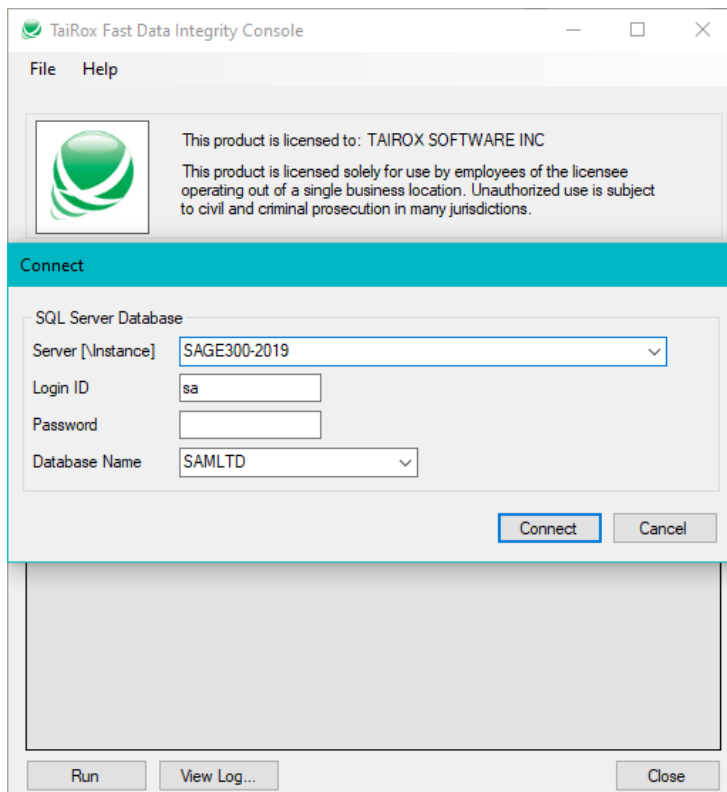 TaiRox Fast Data Integrity Console
File Help
This product is licensed to: TAIROX SOFTWARE INC
This product is licensed solely for use by employees of the licensee
operating out of a single business location. Unauthorized use is subject
to civil and criminal prosecution in many jurisdictions.
Connect
SQL Server Database
Server [\Instance] SAGE300-2019
Login ID sa
Password
Database Name SAMLTD
Connect Cancel
Run View Log... Close